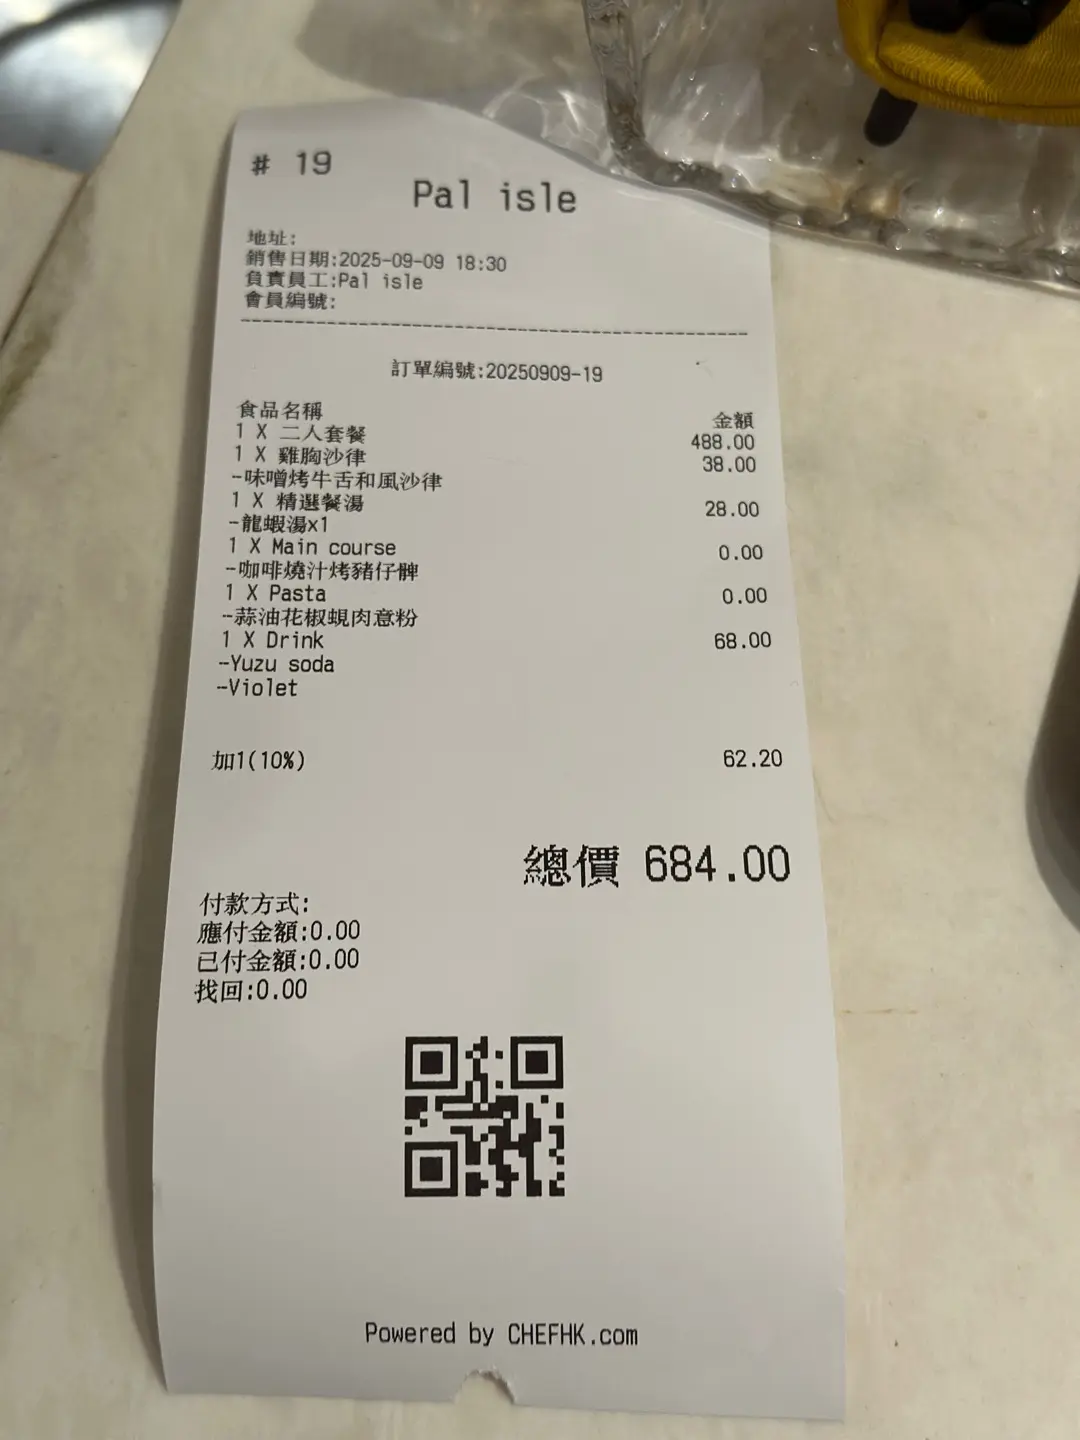 # 19
Pal isle
地址:
銷售日期:2025-09-09 18:30
負責員工:Pal isle
會員編號:
訂單編號:20250909-19
食品名稱 金額
1 X 二人套餐 488.00
1 X 雞胸沙律 38.00
-味噌烤牛舌和風沙律
1 X 精選餐湯 28.00
-龍蝦湯x1
1 X Main course 0.00
-咖啡燒汁烤豬仔髀
1 X Pasta 0.00
-蒜油花椒蜆肉意粉
1 X Drink 68.00
-Yuzu soda
-Violet
加1(10%) 62.20
總價 684.00
付款方式:
應付金額:0.00
已付金額:0.00
找回:0.00
Powered by CHEFHK.com